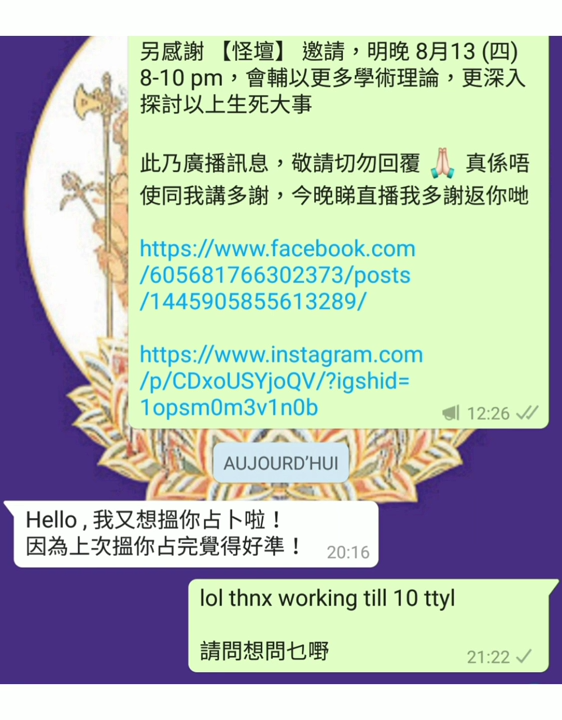 另感謝 【怪壇】 邀請，明晚 8月13 (四)
8-10 pm，會輔以更多學術理論，更深入
探討以上生死大事
此乃廣播訊息，敬請切勿回覆 🙏🏻 真係唔
使同我講多謝，今晚睇直播我多謝返你哋
https://www.facebook.com
/605681766302373/posts
/1445905855613289/
https://www.instagram.com
/p/CDxoUSYjoQV/?igshid=
1opsm0m3v1n0b
12:26
AUJOURD'HUI
Hello , 我又想搵你占卜啦！
因為上次搵你占完覺得好準！
20:16
lol thnx working till 10 ttyl
請問想問乜嘢
21:22